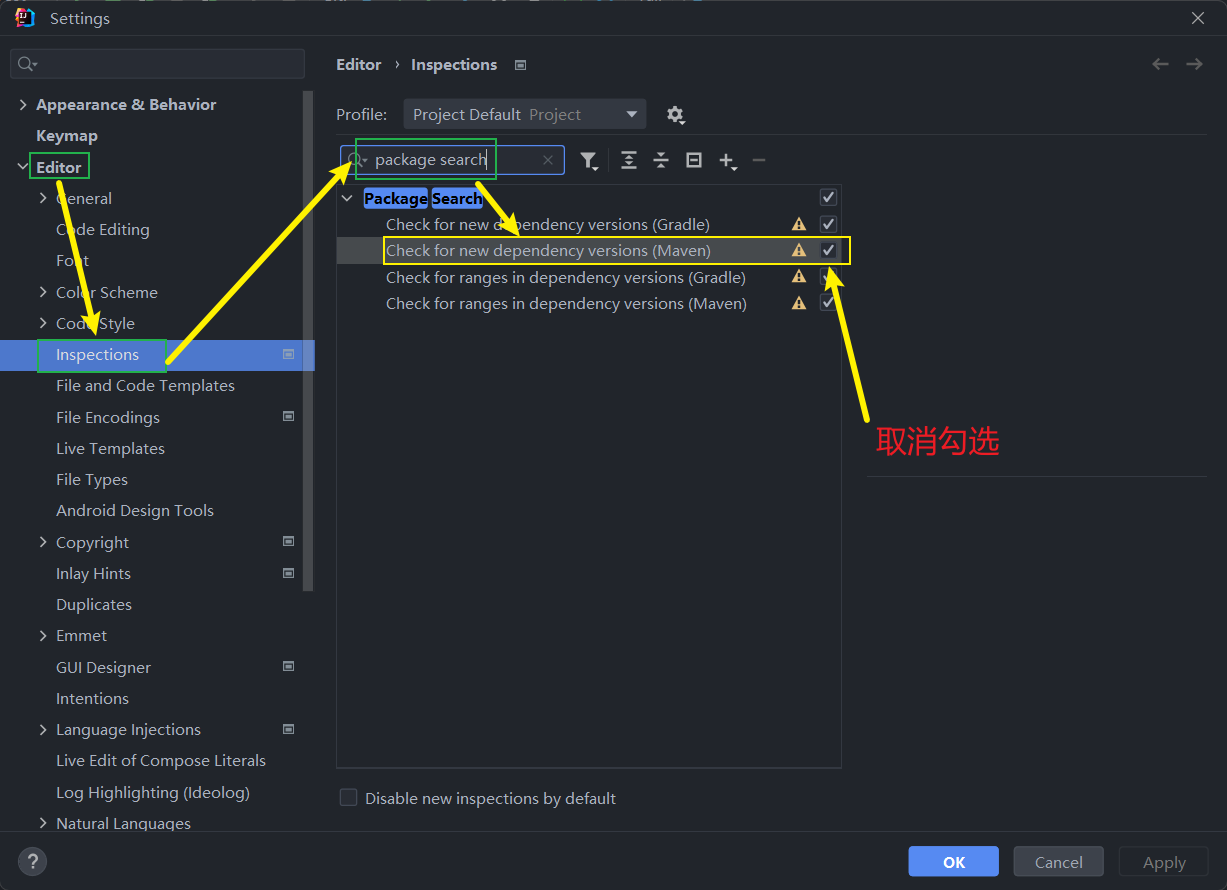 Settings
Editor › Inspections
Appearance & Behavior
Keymap
Editor
General
Code Editing
Font
Color Scheme
Code Style
Inspections
File and Code Templates
File Encodings
Live Templates
File Types
Android Design Tools
Copyright
Inlay Hints
Duplicates
Emmet
GUI Designer
Intentions
Language Injections
Live Edit of Compose Literals
Log Highlighting (Ideolog)
Natural Languages
Profile: Project Default Project
package search
Package Search
Check for new dependency versions (Gradle)
Check for new dependency versions (Maven)
Check for ranges in dependency versions (Gradle)
Check for ranges in dependency versions (Maven)
取消勾选
Disable new inspections by default
? OK Cancel Apply